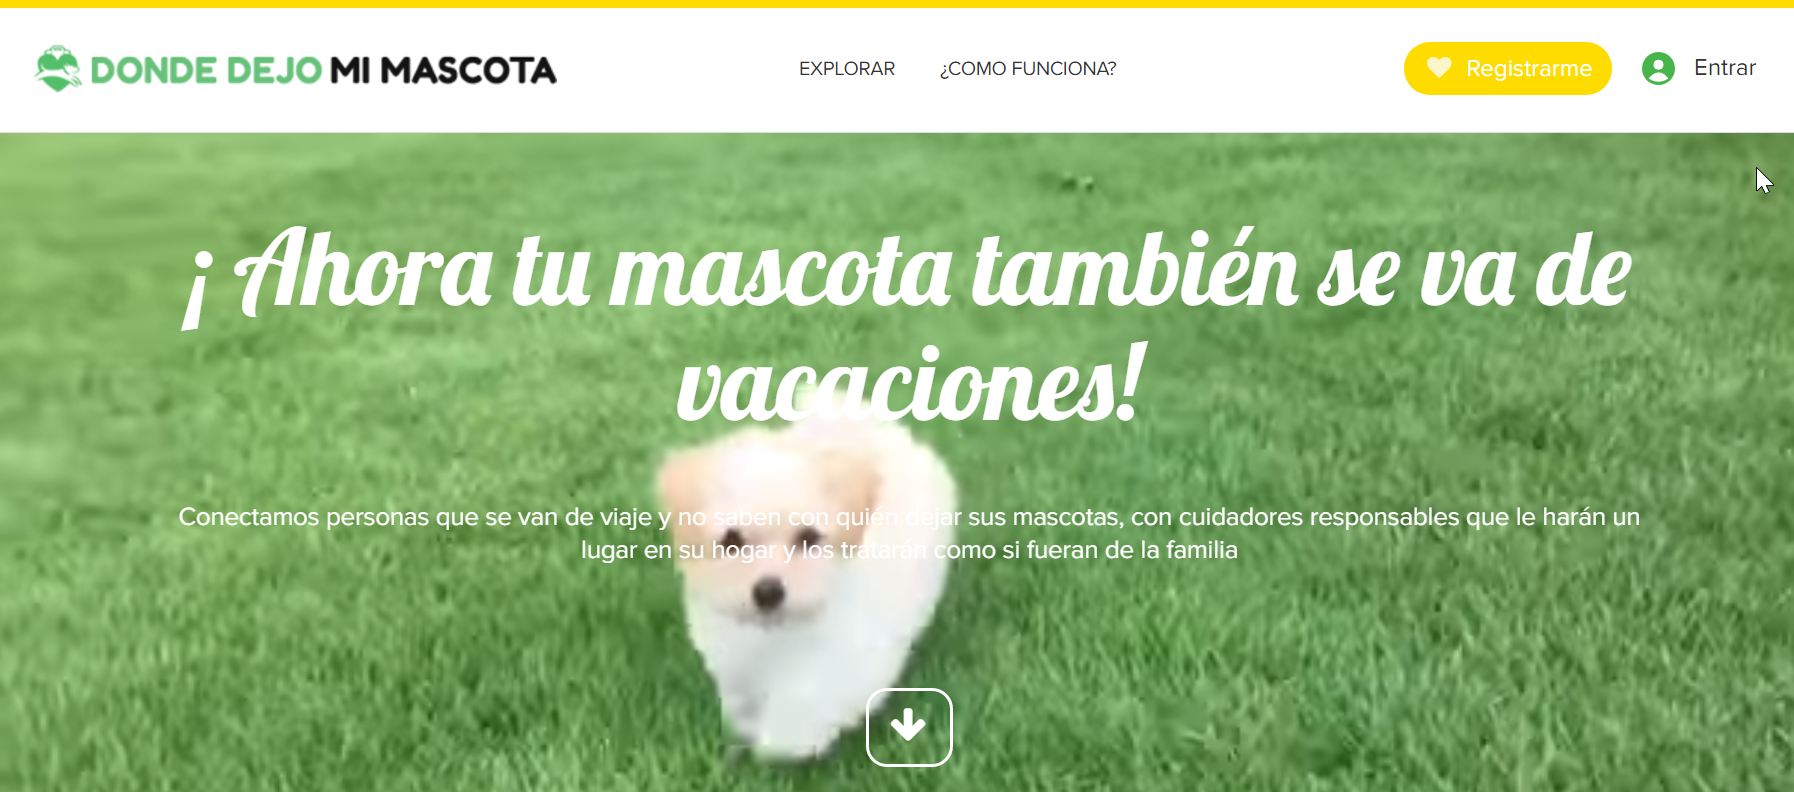 DONDE DEJO MI MASCOTA
EXPLORAR
¿COMO FUNCIONA?
Registrarme
Entrar
¡ Ahora tu mascota también se va de
vacaciones!
Conectamos personas que se van de viaje y no saben con quién dejar sus mascotas, con cuidadores responsables que le harán un
lugar en su hogar y los tratarán como si fueran de la familia